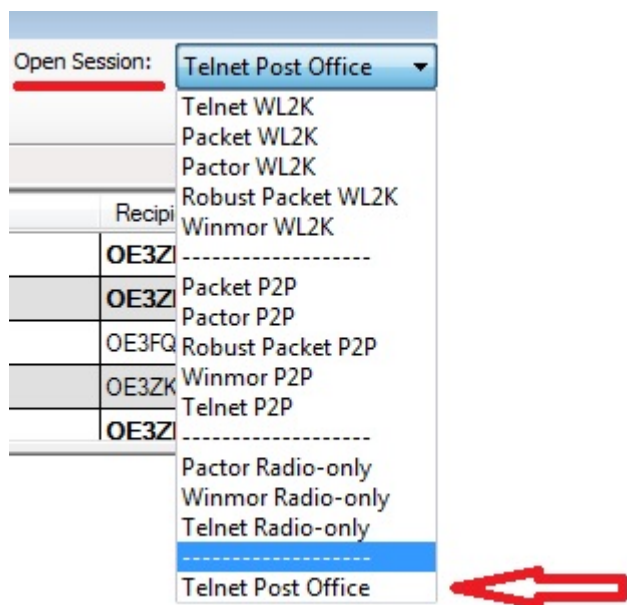 Open Session: Telnet Post Office
Telnet WL2K
Packet WL2K
Pactor WL2K
Robust Packet WL2K
Winmor WL2K
-------------------
Packet P2P
Pactor P2P
Robust Packet P2P
Winmor P2P
Telnet P2P
-------------------
Pactor Radio-only
Winmor Radio-only
Telnet Radio-only
-------------------
Telnet Post Office
Recipi
OE3Z
OE3Z
OE3FQ
OE3ZK
OE3Z